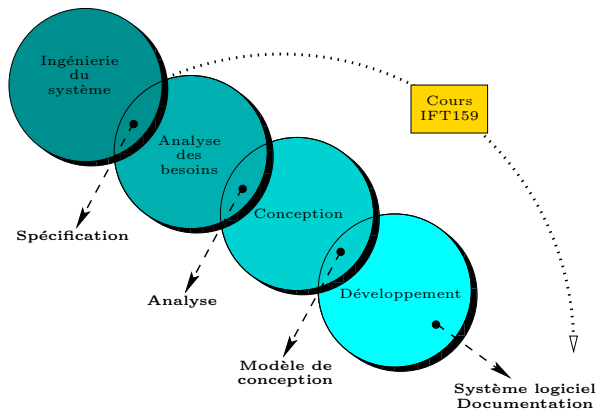 Ingénierie
du
système
Cours
IFT159
Analyse
des
besoins
Conception
Spécification
Développement
Analyse
Modèle de
conception
Système logiciel
Documentation